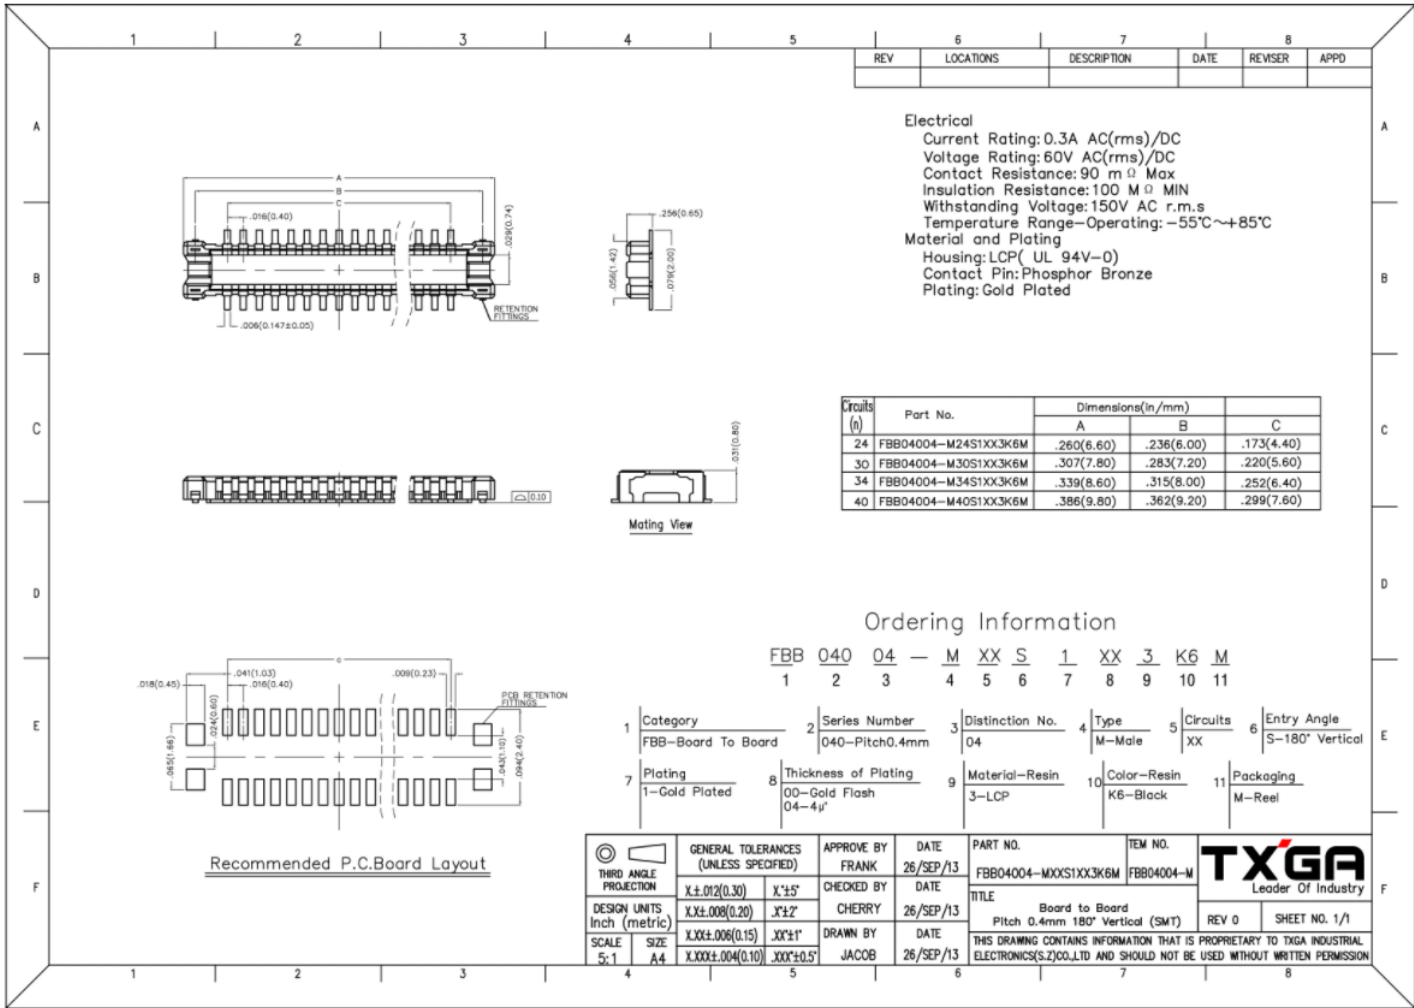 1 2 3 4 5 6 7 8
REV LOCATIONS DESCRIPTION DATE REVISER APPD
A A
Electrical
Current Rating: 0.3A AC(rms)/DC
Voltage Rating: 60V AC(rms)/DC
Contact Resistance: 90 m Ω Max
Insulation Resistance: 100 M Ω MIN
Withstanding Voltage: 150V AC r.m.s
Temperature Range-Operating: -55℃~+85℃
Material and Plating
Housing: LCP( UL 94V-0)
Contact Pin: Phosphor Bronze
Plating: Gold Plated
A
B
C
.016(0.40)
.029(0.74)
.256(0.65)
.056(1.42)
.079(2.00)
B B
RETENTION
FITTINGS
.006(0.147±0.05)
C C
.031(0.80)
0.10
Mating View
Circuits
(n)
Part No. Dimensions(in/mm)
A B C
24 FBB04004-M24S1XX3K6M .260(6.60) .236(6.00) .173(4.40)
30 FBB04004-M30S1XX3K6M .307(7.80) .283(7.20) .220(5.60)
34 FBB04004-M34S1XX3K6M .339(8.60) .315(8.00) .252(6.40)
40 FBB04004-M40S1XX3K6M .386(9.80) .362(9.20) .299(7.60)
D D
Ordering Information
FBB 040 04 - M XX S 1 XX 3 K6 M
1 2 3 4 5 6 7 8 9 10 11
.041(1.03) .009(0.23)
.018(0.45) .016(0.40)
PCB RETENTION
FITTINGS
.024(0.60)
.065(1.66)
.043(1.10)
.094(2.40)
E E
1 Category
FBB-Board To Board
2 Series Number
040-Pitch0.4mm
3 Distinction No.
04
4 Type
M-Male
5 Circuits
XX
6 Entry Angle
S-180° Vertical
7 Plating
1-Gold Plated
8 Thickness of Plating
00-Gold Flash
04-4μ"
9 Material-Resin
3-LCP
10 Color-Resin
K6-Black
11 Packaging
M-Reel
Recommended P.C.Board Layout
F F
THIRD ANGLE
PROJECTION
DESIGN UNITS
Inch (metric)
SCALE SIZE
5:1 A4
GENERAL TOLERANCES
(UNLESS SPECIFIED)
X.±.012(0.30) X.°±5°
X.X±.008(0.20) .X°±2°
X.XX±.006(0.15) .XX°±1°
X.XXX±.004(0.10) .XXX°±0.5°
APPROVE BY DATE
FRANK 26/SEP/13
CHECKED BY DATE
CHERRY 26/SEP/13
DRAWN BY DATE
JACOB 26/SEP/13
PART NO. TEM NO.
FBB04004-MXXS1XX3K6M FBB04004-M
TITLE
Board to Board
Pitch 0.4mm 180° Vertical (SMT)
TXGA
Leader Of Industry
REV 0 SHEET NO. 1/1
THIS DRAWING CONTAINS INFORMATION THAT IS PROPRIETARY TO TXGA INDUSTRIAL
ELECTRONICS(S.Z)CO.,LTD AND SHOULD NOT BE USED WITHOUT WRITTEN PERMISSION
1 2 3 4 5 6 7 8